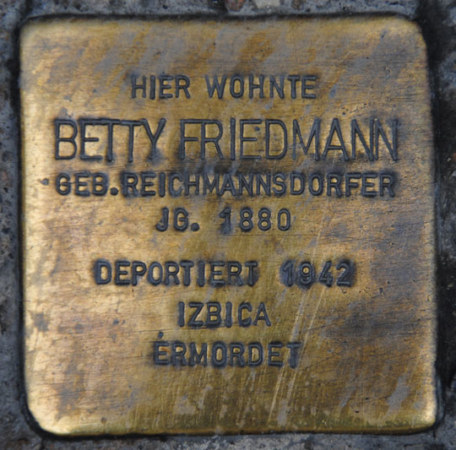 HIER WOHNTE
BETTY FRIEDMANN
GEB. REICHMANNSDORFER
JG. 1880
DEPORTIERT 1942
IZBICA
ERMORDET